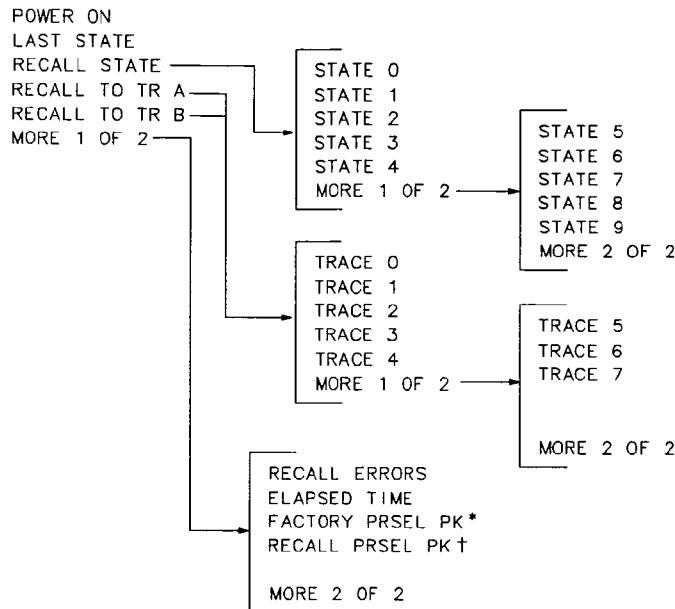 POWER ON
LAST STATE
RECALL STATE
RECALL TO TR A
RECALL TO TR B
MORE 1 OF 2
STATE 0
STATE 1
STATE 2
STATE 3
STATE 4
MORE 1 OF 2
STATE 5
STATE 6
STATE 7
STATE 8
STATE 9
MORE 2 OF 2
TRACE 0
TRACE 1
TRACE 2
TRACE 3
TRACE 4
MORE 1 OF 2
TRACE 5
TRACE 6
TRACE 7
MORE 2 OF 2
RECALL ERRORS
ELAPSED TIME
FACTORY PRSEL PK*
RECALL PRSEL PK†
MORE 2 OF 2